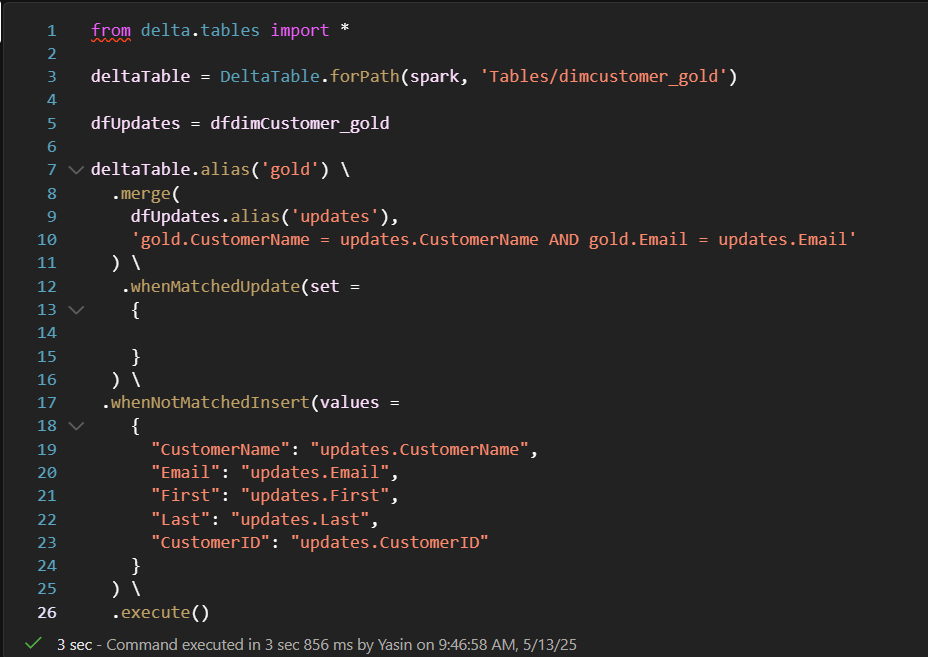 1 from delta.tables import *
2
3 deltaTable = DeltaTable.forPath(spark, 'Tables/dimcustomer_gold')
4
5 dfUpdates = dfdimCustomer_gold
6
7 deltaTable.alias('gold') \
8   .merge(
9     dfUpdates.alias('updates'),
10     'gold.CustomerName = updates.CustomerName AND gold.Email = updates.Email'
11   ) \
12    .whenMatchedUpdate(set =
13     {
14
15     }
16   ) \
17  .whenNotMatchedInsert(values =
18     {
19       "CustomerName": "updates.CustomerName",
20       "Email": "updates.Email",
21       "First": "updates.First",
22       "Last": "updates.Last",
23       "CustomerID": "updates.CustomerID"
24     }
25   ) \
26   .execute()
3 sec - Command executed in 3 sec 856 ms by Yasin on 9:46:58 AM, 5/13/25